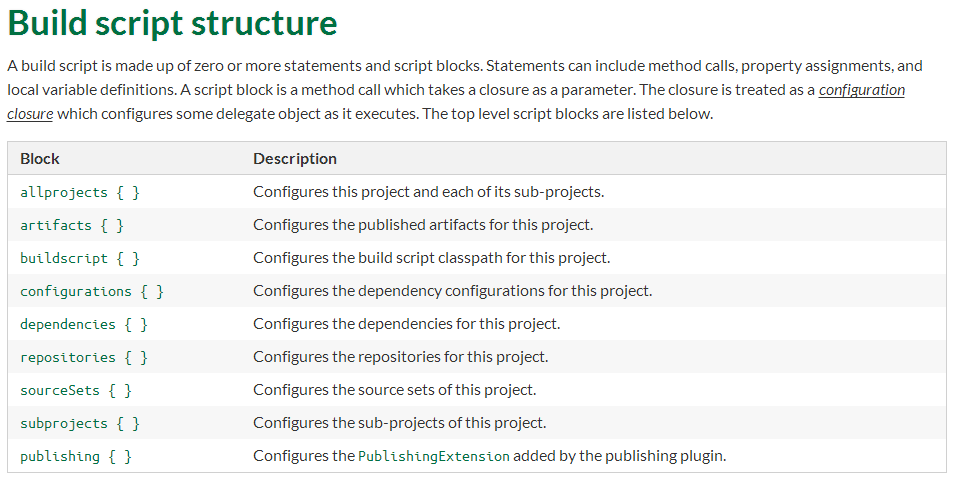 Build script structure
A build script is made up of zero or more statements and script blocks. Statements can include method calls, property assignments, and
local variable definitions. A script block is a method call which takes a closure as a parameter. The closure is treated as a configuration
closure which configures some delegate object as it executes. The top level script blocks are listed below.
Block Description
allprojects { } Configures this project and each of its sub-projects.
artifacts { } Configures the published artifacts for this project.
buildscript { } Configures the build script classpath for this project.
configurations { } Configures the dependency configurations for this project.
dependencies { } Configures the dependencies for this project.
repositories { } Configures the repositories for this project.
sourceSets { } Configures the source sets of this project.
subprojects { } Configures the sub-projects of this project.
publishing { } Configures the PublishingExtension added by the publishing plugin.